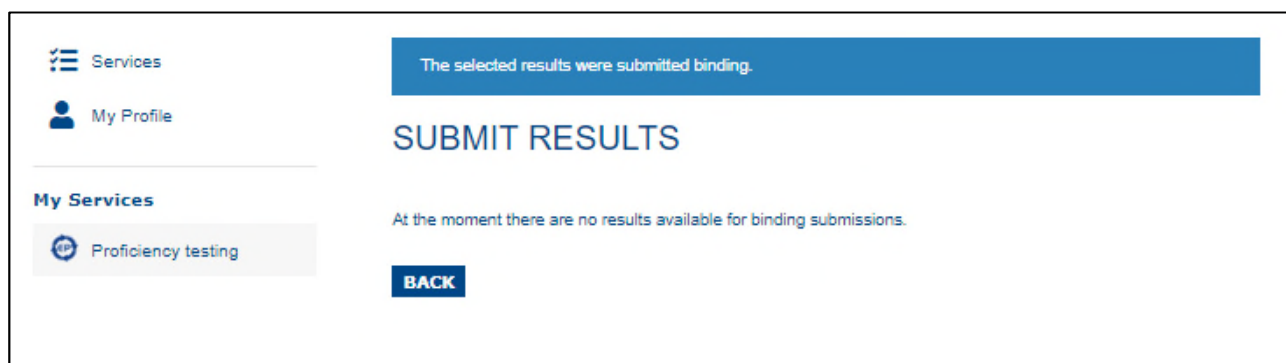 Services
My Profile
My Services
Proficiency testing
The selected results were submitted binding.
SUBMIT RESULTS
At the moment there are no results available for binding submissions.
BACK